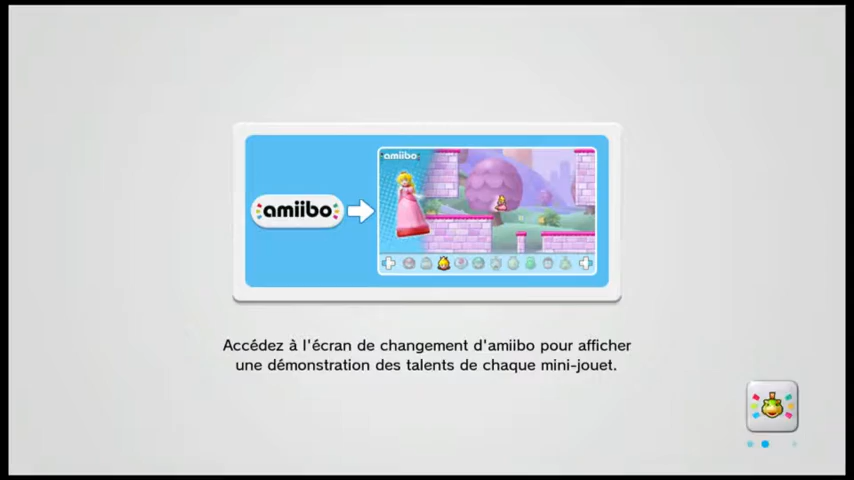 amiibo
amiibo
Accédez à l'écran de changement d'amiibo pour afficher
une démonstration des talents de chaque mini-jouet.